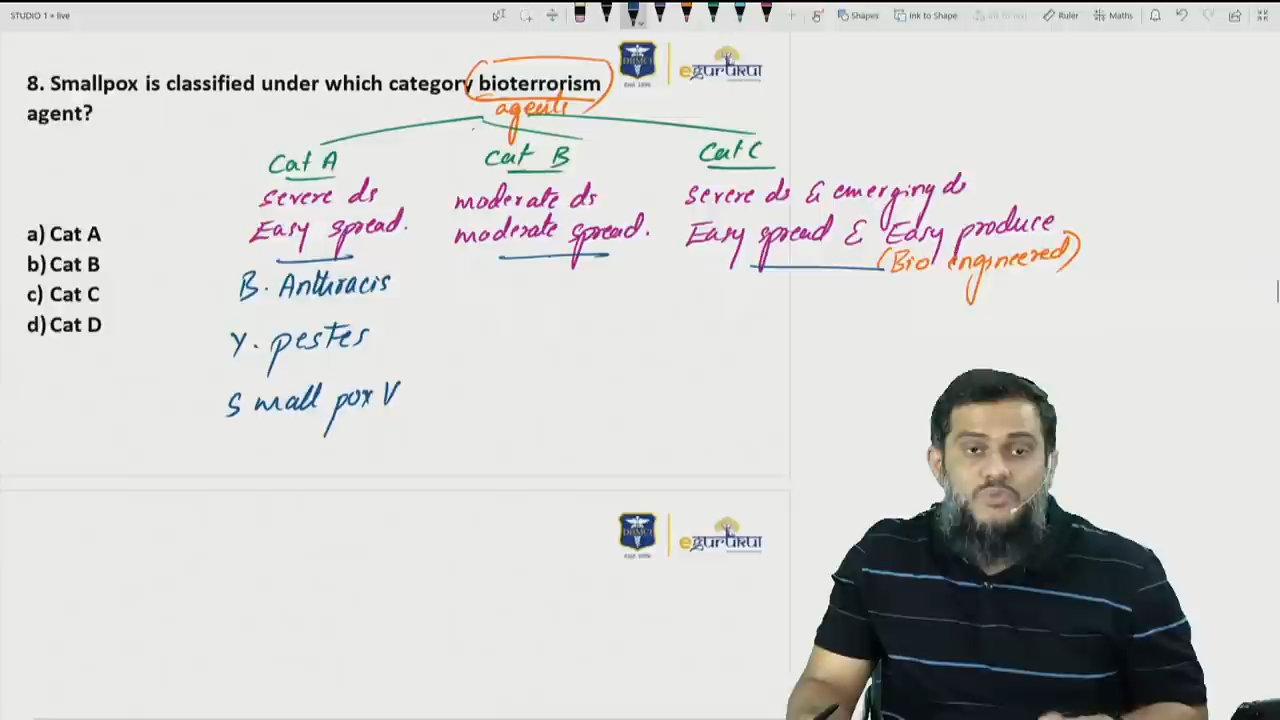 STUDIO 1 + live
Shapes
Ink to Shape
Ruler
Maths
8. Smallpox is classified under which category bioterrorism
agent?
agents
DBMCI
eGurukul
Cat A
Cat B
Cat C
severe ds
moderate ds
severe ds & emerging ds
Easy spread.
moderate spread.
Easy spread & Easy produce
(Bio engineered)
a) Cat A
b) Cat B
c) Cat C
d) Cat D
B. Anthracis
Y. pestes
Small pox V
DBMCI
eGurukul